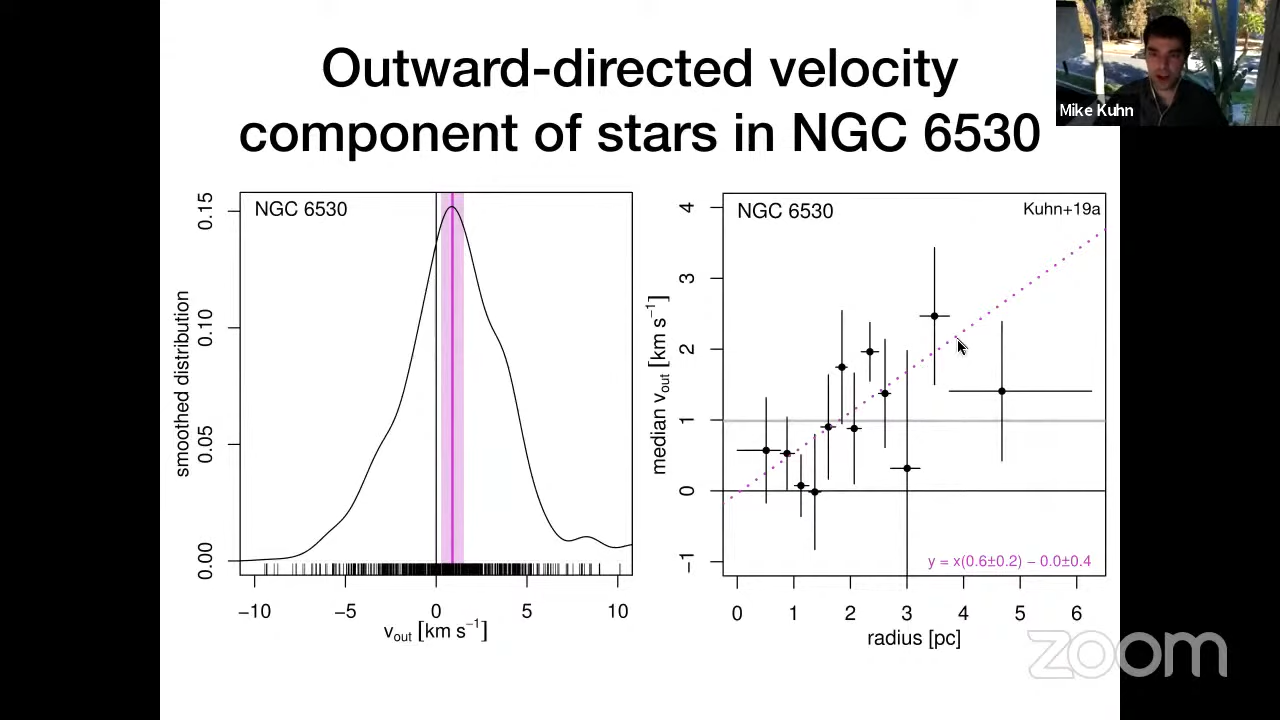 Outward-directed velocity
component of stars in NGC 6530
Mike Kuhn
NGC 6530
smoothed distribution
0.15
0.10
0.05
0.00
−10
−5
0
5
10
vout [km s−1]
NGC 6530
Kuhn+19a
median vout [km s−1]
4
3
2
1
0
−1
y = x(0.6±0.2) − 0.0±0.4
0
1
2
3
4
5
6
radius [pc]
zoom